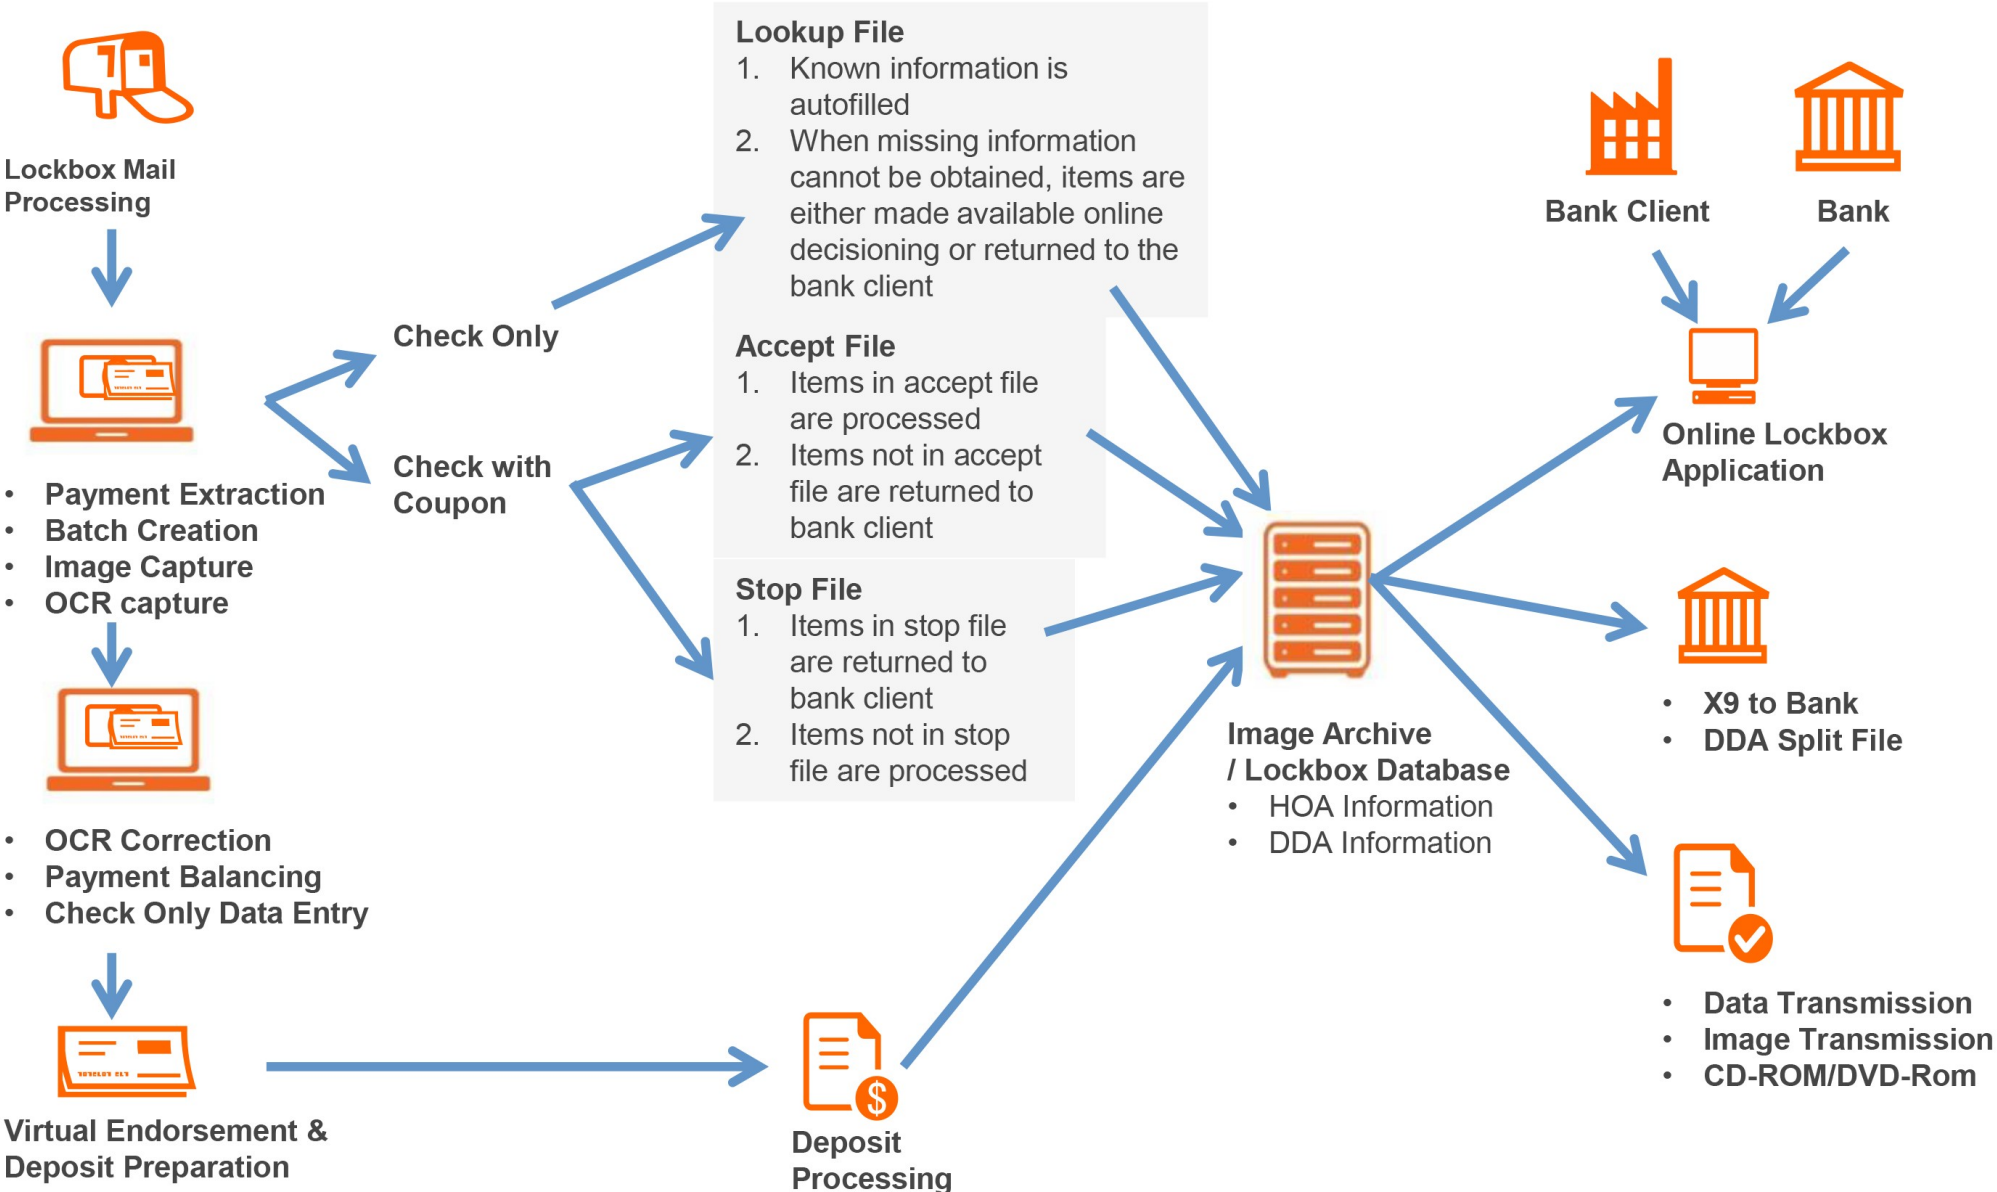 Lockbox Mail
Processing
• Payment Extraction
• Batch Creation
• Image Capture
• OCR capture
• OCR Correction
• Payment Balancing
• Check Only Data Entry
Virtual Endorsement &
Deposit Preparation
Check Only
Check with
Coupon
Lookup File
1. Known information is
autofilled
2. When missing information
cannot be obtained, items are
either made available online
decisioning or returned to the
bank client
Accept File
1. Items in accept file
are processed
2. Items not in accept
file are returned to
bank client
Stop File
1. Items in stop file
are returned to
bank client
2. Items not in stop
file are processed
$
Deposit
Processing
Image Archive
/ Lockbox Database
• HOA Information
• DDA Information
Bank Client
Bank
Online Lockbox
Application
• X9 to Bank
• DDA Split File
• Data Transmission
• Image Transmission
• CD-ROM/DVD-Rom